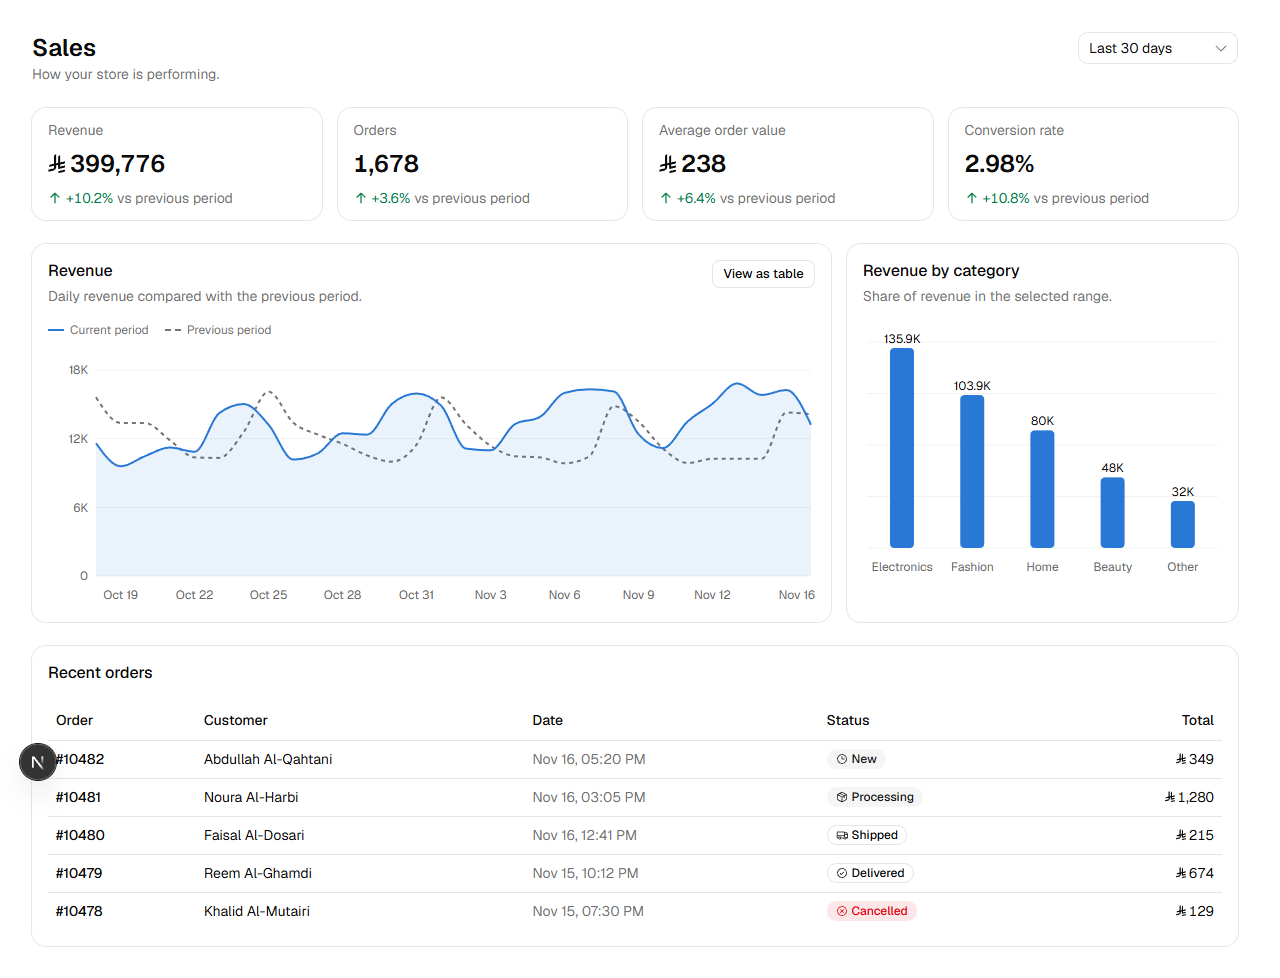 Sales
Last 30 days
How your store is performing.
Revenue
Orders
Average order value
Conversion rate
399,776
1,678
238
2.98%
+10.2% vs previous period
+3.6% vs previous period
+6.4% vs previous period
+10.8% vs previous period
Revenue
View as table
Daily revenue compared with the previous period.
Current period
Previous period
18K
12K
6K
0
Oct 19
Oct 22
Oct 25
Oct 28
Oct 31
Nov 3
Nov 6
Nov 9
Nov 12
Nov 16
Revenue by category
Share of revenue in the selected range.
135.9K
103.9K
80K
48K
32K
Electronics
Fashion
Home
Beauty
Other
Recent orders
Order Customer Date Status Total
#10482 Abdullah Al-Qahtani Nov 16, 05:20 PM New 349
#10481 Noura Al-Harbi Nov 16, 03:05 PM Processing 1,280
#10480 Faisal Al-Dosari Nov 16, 12:41 PM Shipped 215
#10479 Reem Al-Ghamdi Nov 15, 10:12 PM Delivered 674
#10478 Khalid Al-Mutairi Nov 15, 07:30 PM Cancelled 129
N